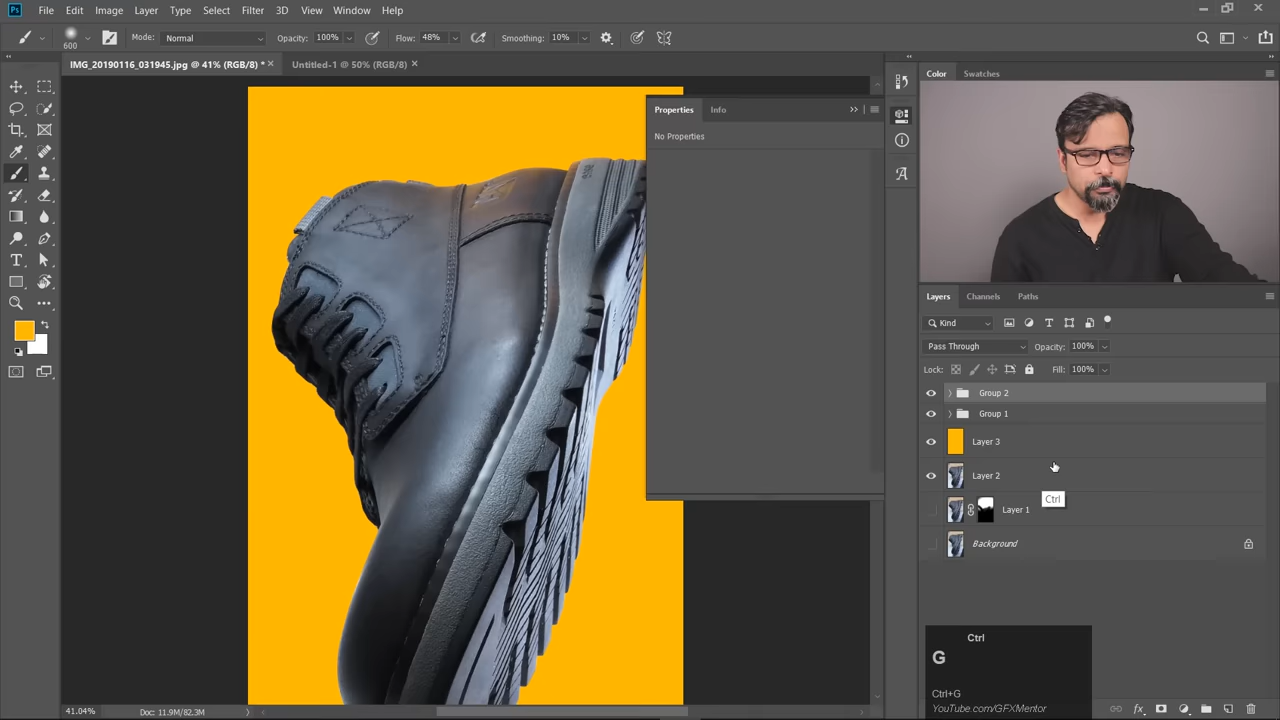 Ps File Edit Image Layer Type Select Filter 3D View Window Help
600 Mode: Normal Opacity: 100% Flow: 48% Smoothing: 10%
IMG_20190116_031945.jpg @ 41% (RGB/8) * Untitled-1 @ 50% (RGB/8)
Color Swatches
Properties Info
No Properties
Layers Channels Paths
Kind
Pass Through Opacity: 100%
Lock: Fill: 100%
Group 2
Group 1
Layer 3
Layer 2
Ctrl
Layer 1
Background
Ctrl
G
Ctrl+G
YouTube.com/GFXMentor
41.04% Doc: 11.9M/82.3M